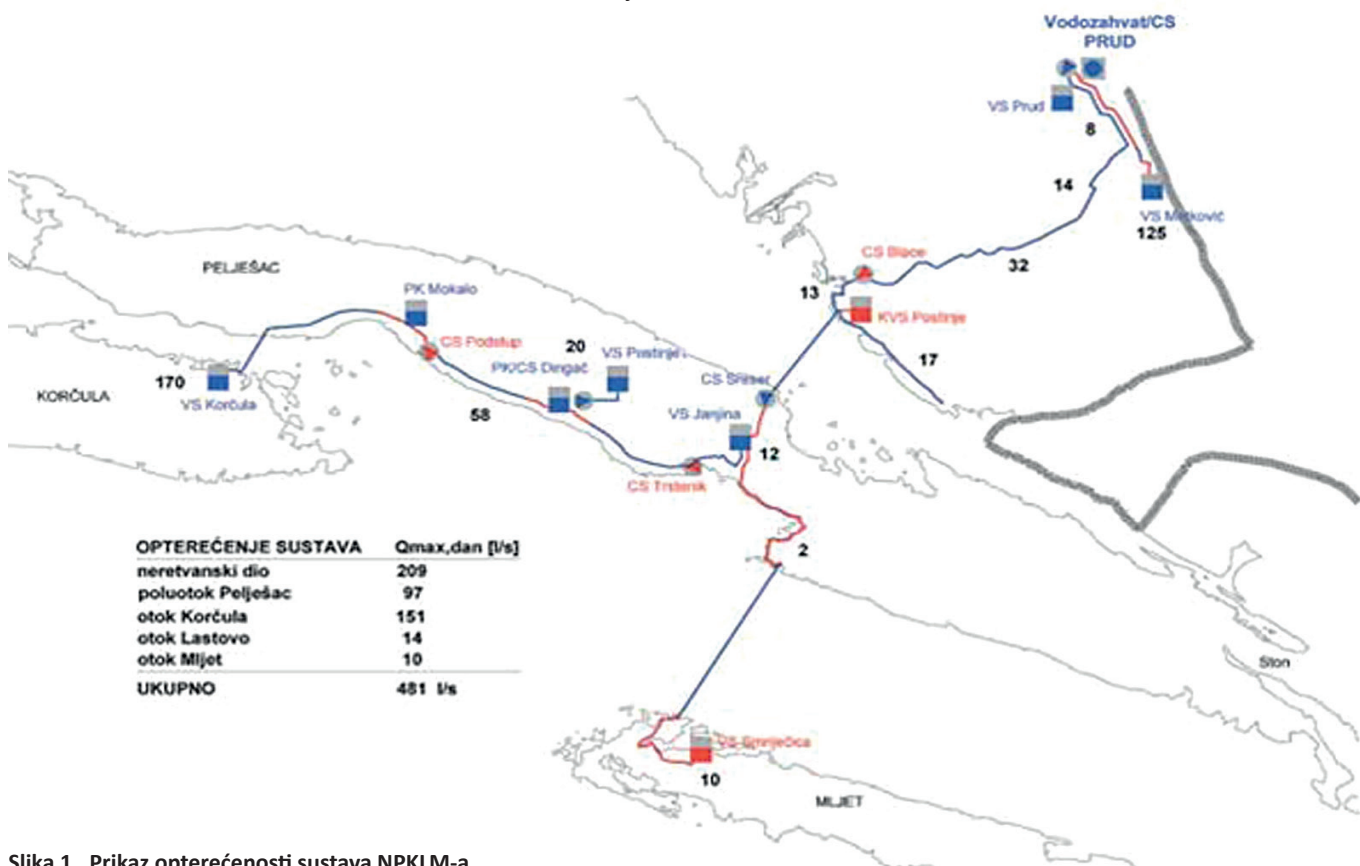 Vodozahvat/CS
PRUD
VS Prud
8
14
VS Metković
125
CS Blace
32
13
KVS Postinje
17
PELJEŠAC
PK Mokalo
CS Podstup
20
PK/CS Dingač
58
170
VS Korčula
KORČULA
VS Janjina
12
CS Trstenik
2
OPTEREĆENJE SUSTAVA Qmax,dan [l/s]
neretvanski dio 209
poluotok Pelješac 97
otok Korčula 151
otok Lastovo 14
otok Mljet 10
UKUPNO 481 l/s
Ston
10
MLJET
Slika 1. Prikaz opterećenosti sustava NPKLM-a